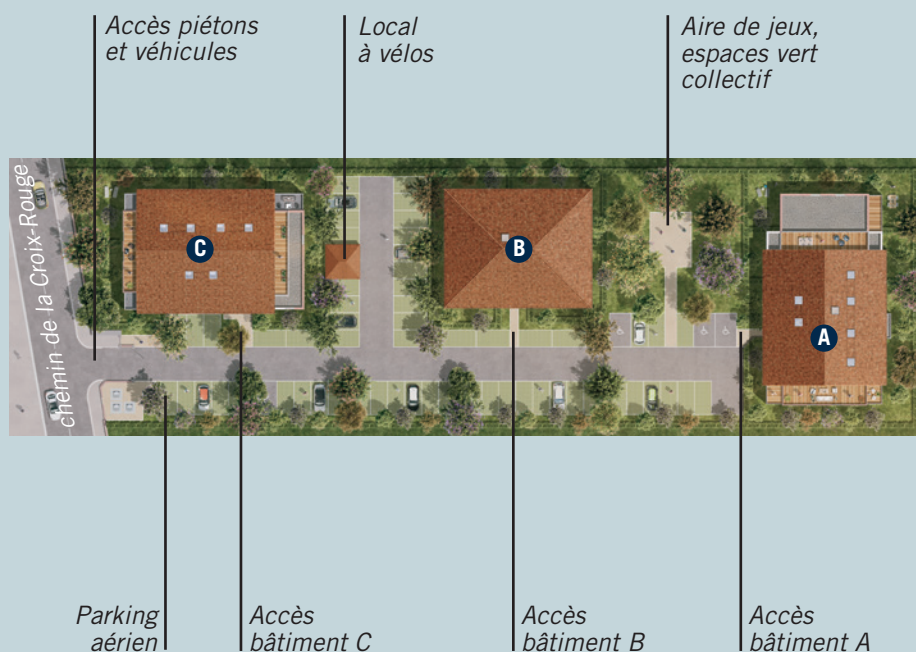 Accès piétons
et véhicules
Local
à vélos
Aire de jeux,
espaces vert
collectif
chemin de la Croix-Rouge
C
B
A
Parking
aérien
Accès
bâtiment C
Accès
bâtiment B
Accès
bâtiment A